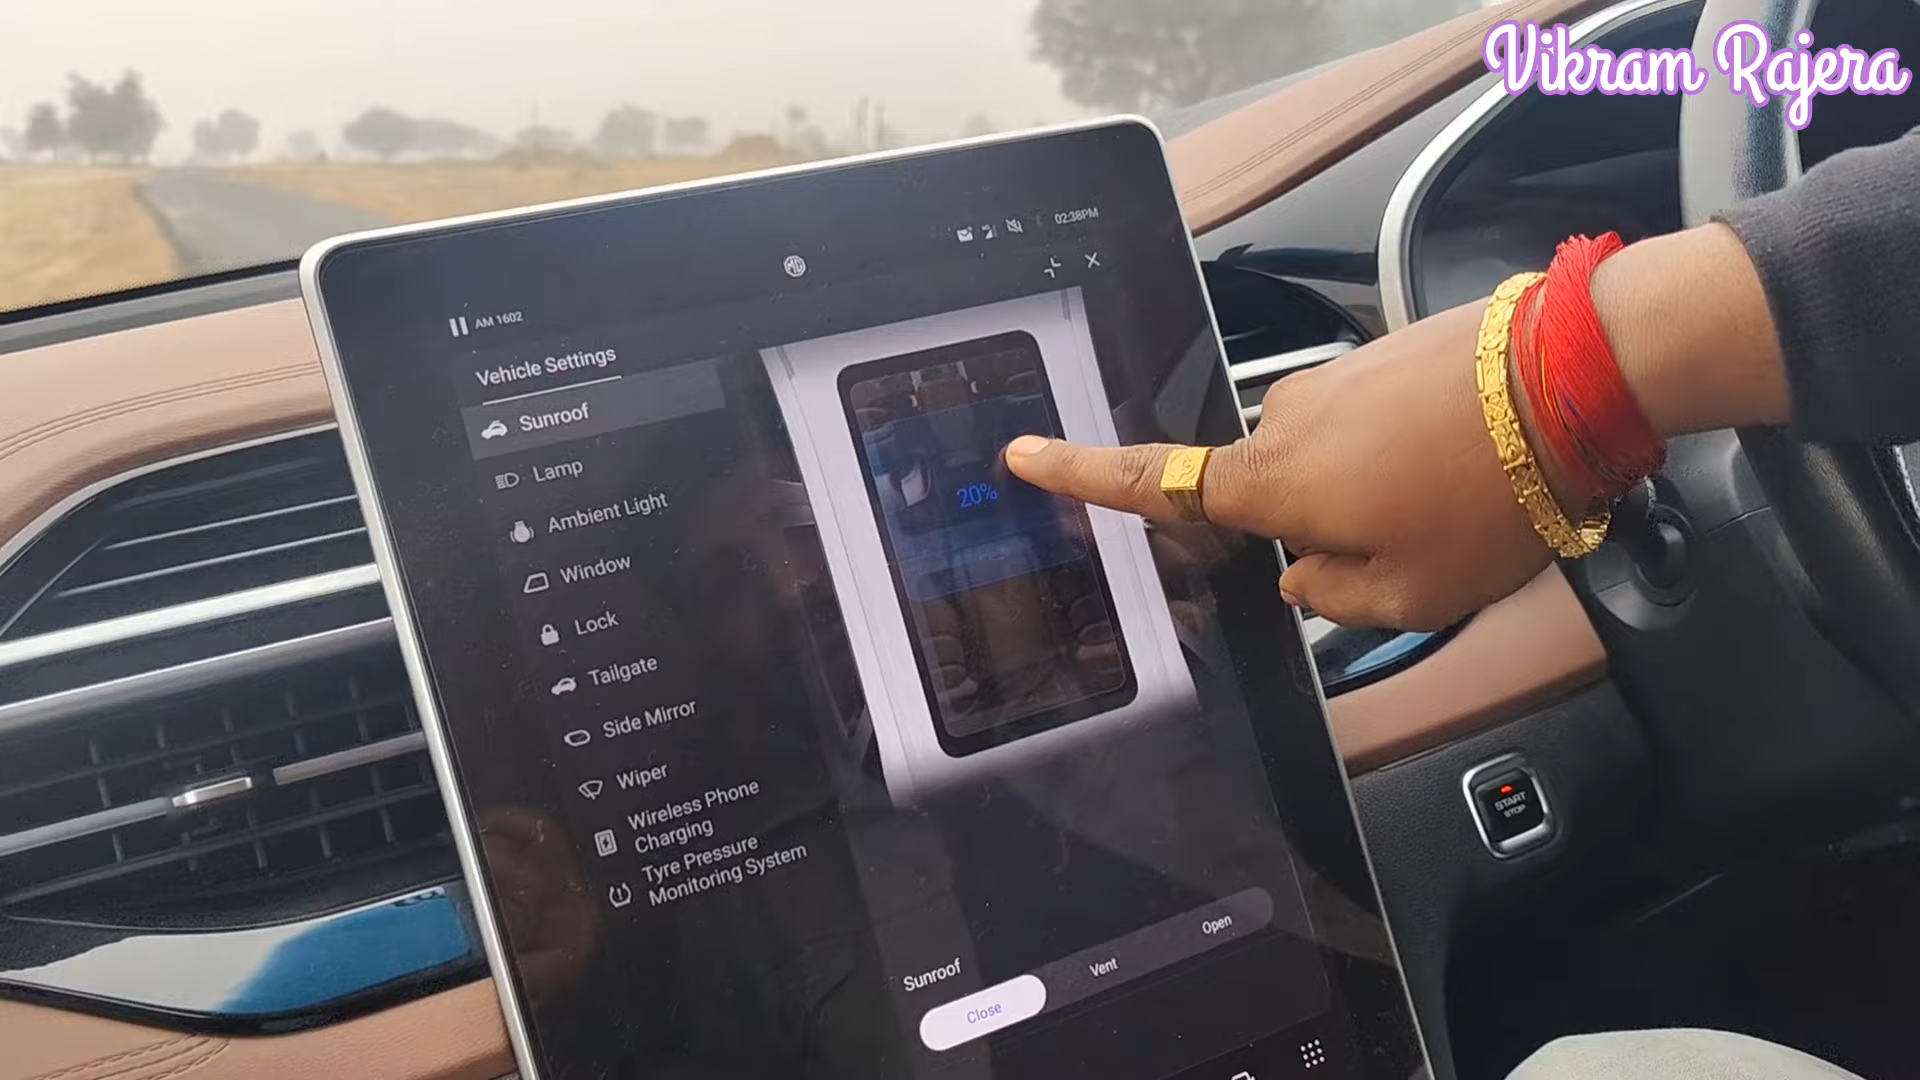 Vikram Rajera
02:38PM
MG
AM 1602
Vehicle Settings
Sunroof
Lamp
Ambient Light
Window
Lock
Tailgate
Side Mirror
Wiper
Wireless Phone
Charging
Tyre Pressure
Monitoring System
20%
Sunroof
Close
Vent
Open
START
STOP